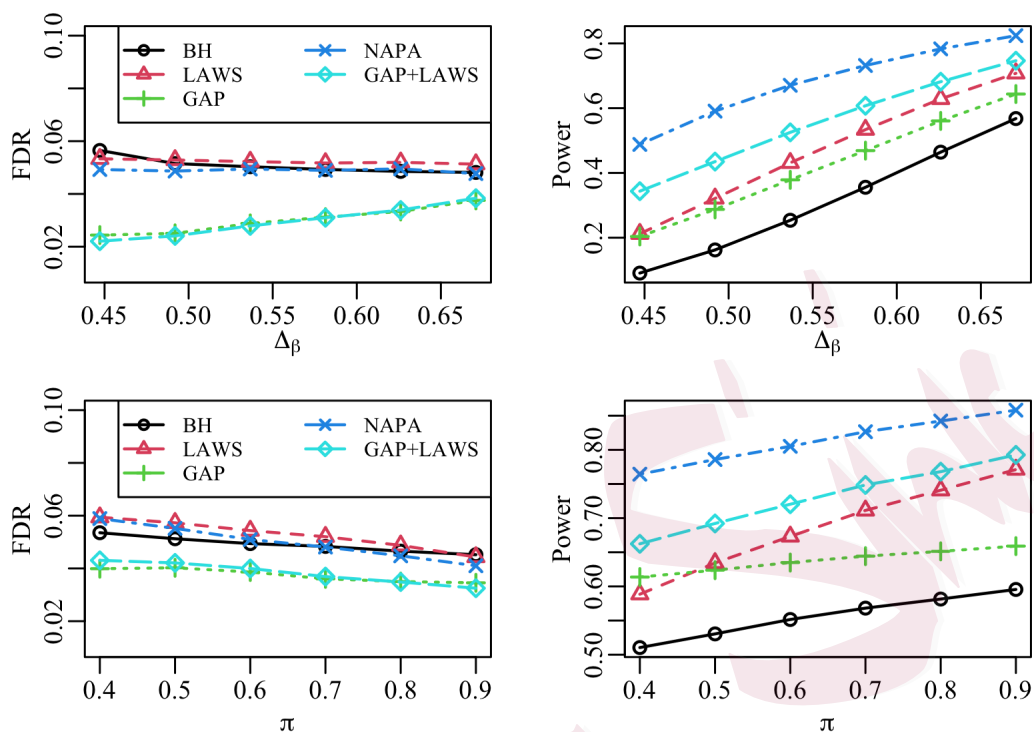 FDR
0.10
0.06
0.02
BH
LAWS
GAP
NAPA
GAP+LAWS
0.45 0.50 0.55 0.60 0.65
Δβ
Power
0.8
0.6
0.4
0.2
0.45 0.50 0.55 0.60 0.65
Δβ
FDR
0.10
0.06
0.02
BH
LAWS
GAP
NAPA
GAP+LAWS
0.4 0.5 0.6 0.7 0.8 0.9
π
Power
0.80
0.70
0.60
0.50
0.4 0.5 0.6 0.7 0.8 0.9
π